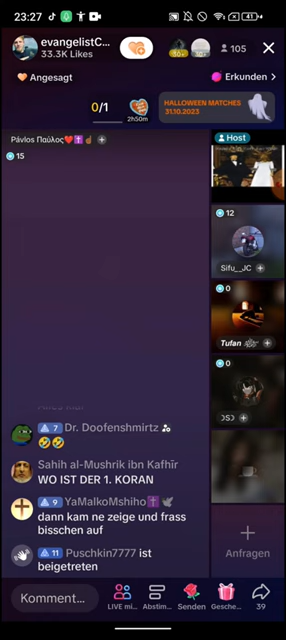 23:27
41
evangelistC...
33.3K Likes
105
Angesagt
Erkunden >
0/1
2h50m
HALLOWEEN MATCHES
31.10.2023
Pávlos Παῦλος❤️✝️☝🏾
15
Host
12
Sifu__JC
0
Tufan
0
7 Dr. Doofenshmirtz
🤣🤣
Sahih al-Mushrik ibn Kafhīr
WO IST DER 1. KORAN
9 YaMalkoMshiho✝️🕊
dann kam ne zeige und frass
bisschen auf
11 Puschkin7777 ist
beigetreten
Anfragen
Komment...
LIVE mi...
Abstim...
Senden
Gesche...
39